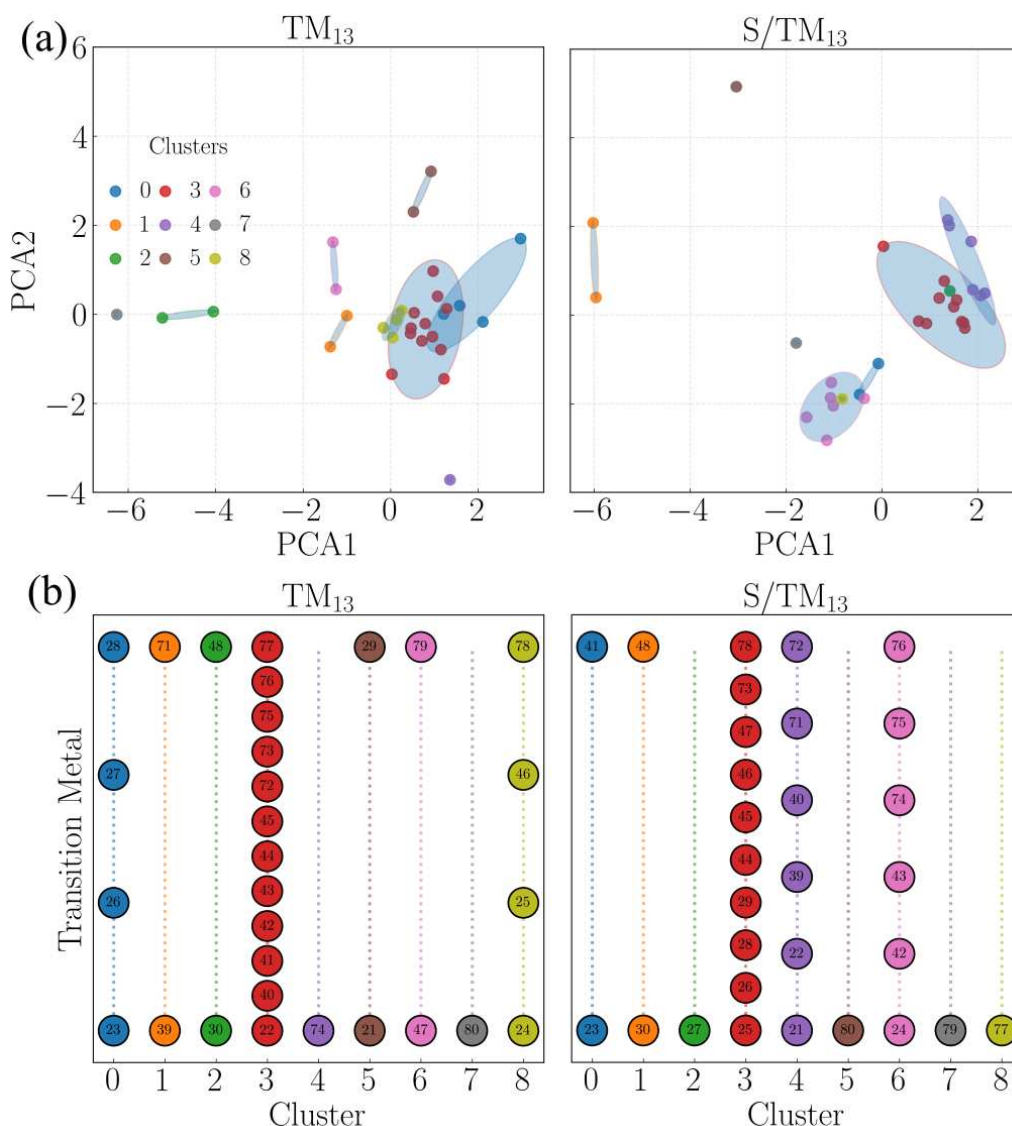 (a)
TM₁₃
S/TM₁₃
6
4
2
0
−2
−4
PCA2
Clusters
0 3 6
1 4 7
2 5 8
−6 −4 −2 0 2
−6 −4 −2 0 2
PCA1
PCA1
(b)
TM₁₃
S/TM₁₃
Transition Metal
28 71 48 77 29 79 78
76
75
73
27 72 46
45
44
26 43 25
42
41
40
23 39 30 22 74 21 47 80 24
41 48 78 72 76
73
47 71 75
46 40 74
45
44 39 43
29
28 22 42
26
23 30 27 25 21 80 24 79 77
0 1 2 3 4 5 6 7 8
0 1 2 3 4 5 6 7 8
Cluster
Cluster